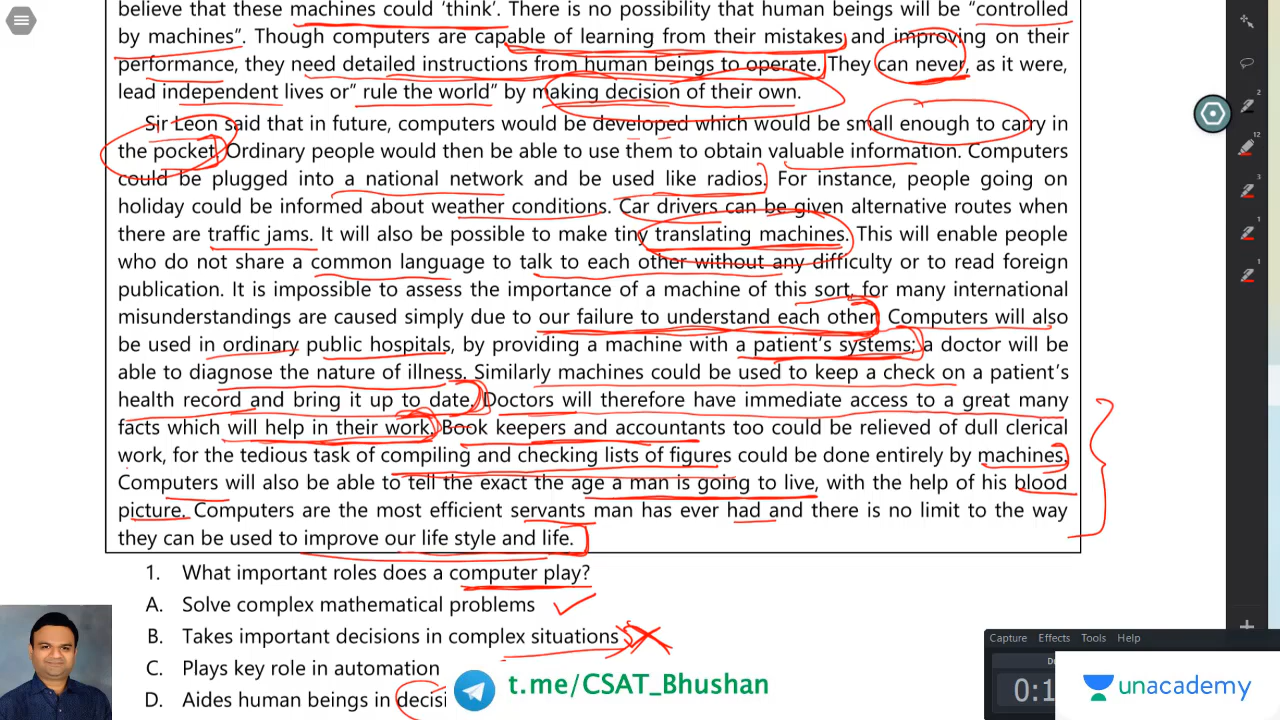 believe that these machines could ‘think’. There is no possibility that human beings will be “controlled
by machines”. Though computers are capable of learning from their mistakes and improving on their
performance, they need detailed instructions from human beings to operate. They can never, as it were,
lead independent lives or” rule the world” by making decision of their own.
Sir Leon said that in future, computers would be developed which would be small enough to carry in
the pocket. Ordinary people would then be able to use them to obtain valuable information. Computers
could be plugged into a national network and be used like radios. For instance, people going on
holiday could be informed about weather conditions. Car drivers can be given alternative routes when
there are traffic jams. It will also be possible to make tiny translating machines. This will enable people
who do not share a common language to talk to each other without any difficulty or to read foreign
publication. It is impossible to assess the importance of a machine of this sort, for many international
misunderstandings are caused simply due to our failure to understand each other. Computers will also
be used in ordinary public hospitals, by providing a machine with a patient’s systems; a doctor will be
able to diagnose the nature of illness. Similarly machines could be used to keep a check on a patient’s
health record and bring it up to date. Doctors will therefore have immediate access to a great many
facts which will help in their work. Book keepers and accountants too could be relieved of dull clerical
work, for the tedious task of compiling and checking lists of figures could be done entirely by machines.
Computers will also be able to tell the exact the age a man is going to live, with the help of his blood
picture. Computers are the most efficient servants man has ever had and there is no limit to the way
they can be used to improve our life style and life.
1. What important roles does a computer play?
A. Solve complex mathematical problems
B. Takes important decisions in complex situations
C. Plays key role in automation
D. Aides human beings in decisi
t.me/CSAT_Bhushan
Capture Effects Tools Help
0:1
unacademy
2
12
3
1
1
1